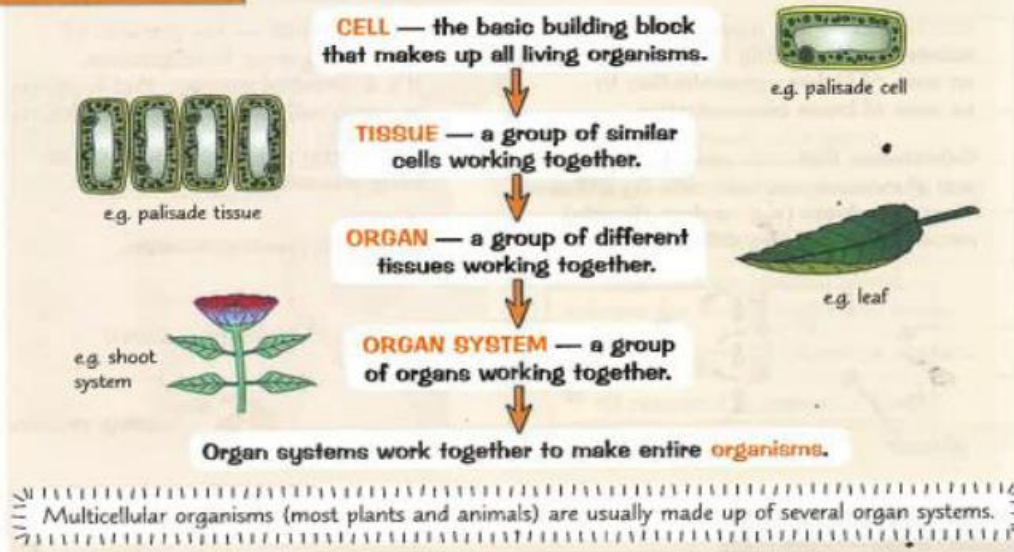 CELL — the basic building block
that makes up all living organisms.
e.g. palisade cell
TISSUE — a group of similar
cells working together.
e.g. palisade tissue
ORGAN — a group of different
tissues working together.
e.g. leaf
ORGAN SYSTEM — a group
of organs working together.
e.g. shoot
system
Organ systems work together to make entire organisms.
Multicellular organisms (most plants and animals) are usually made up of several organ systems.